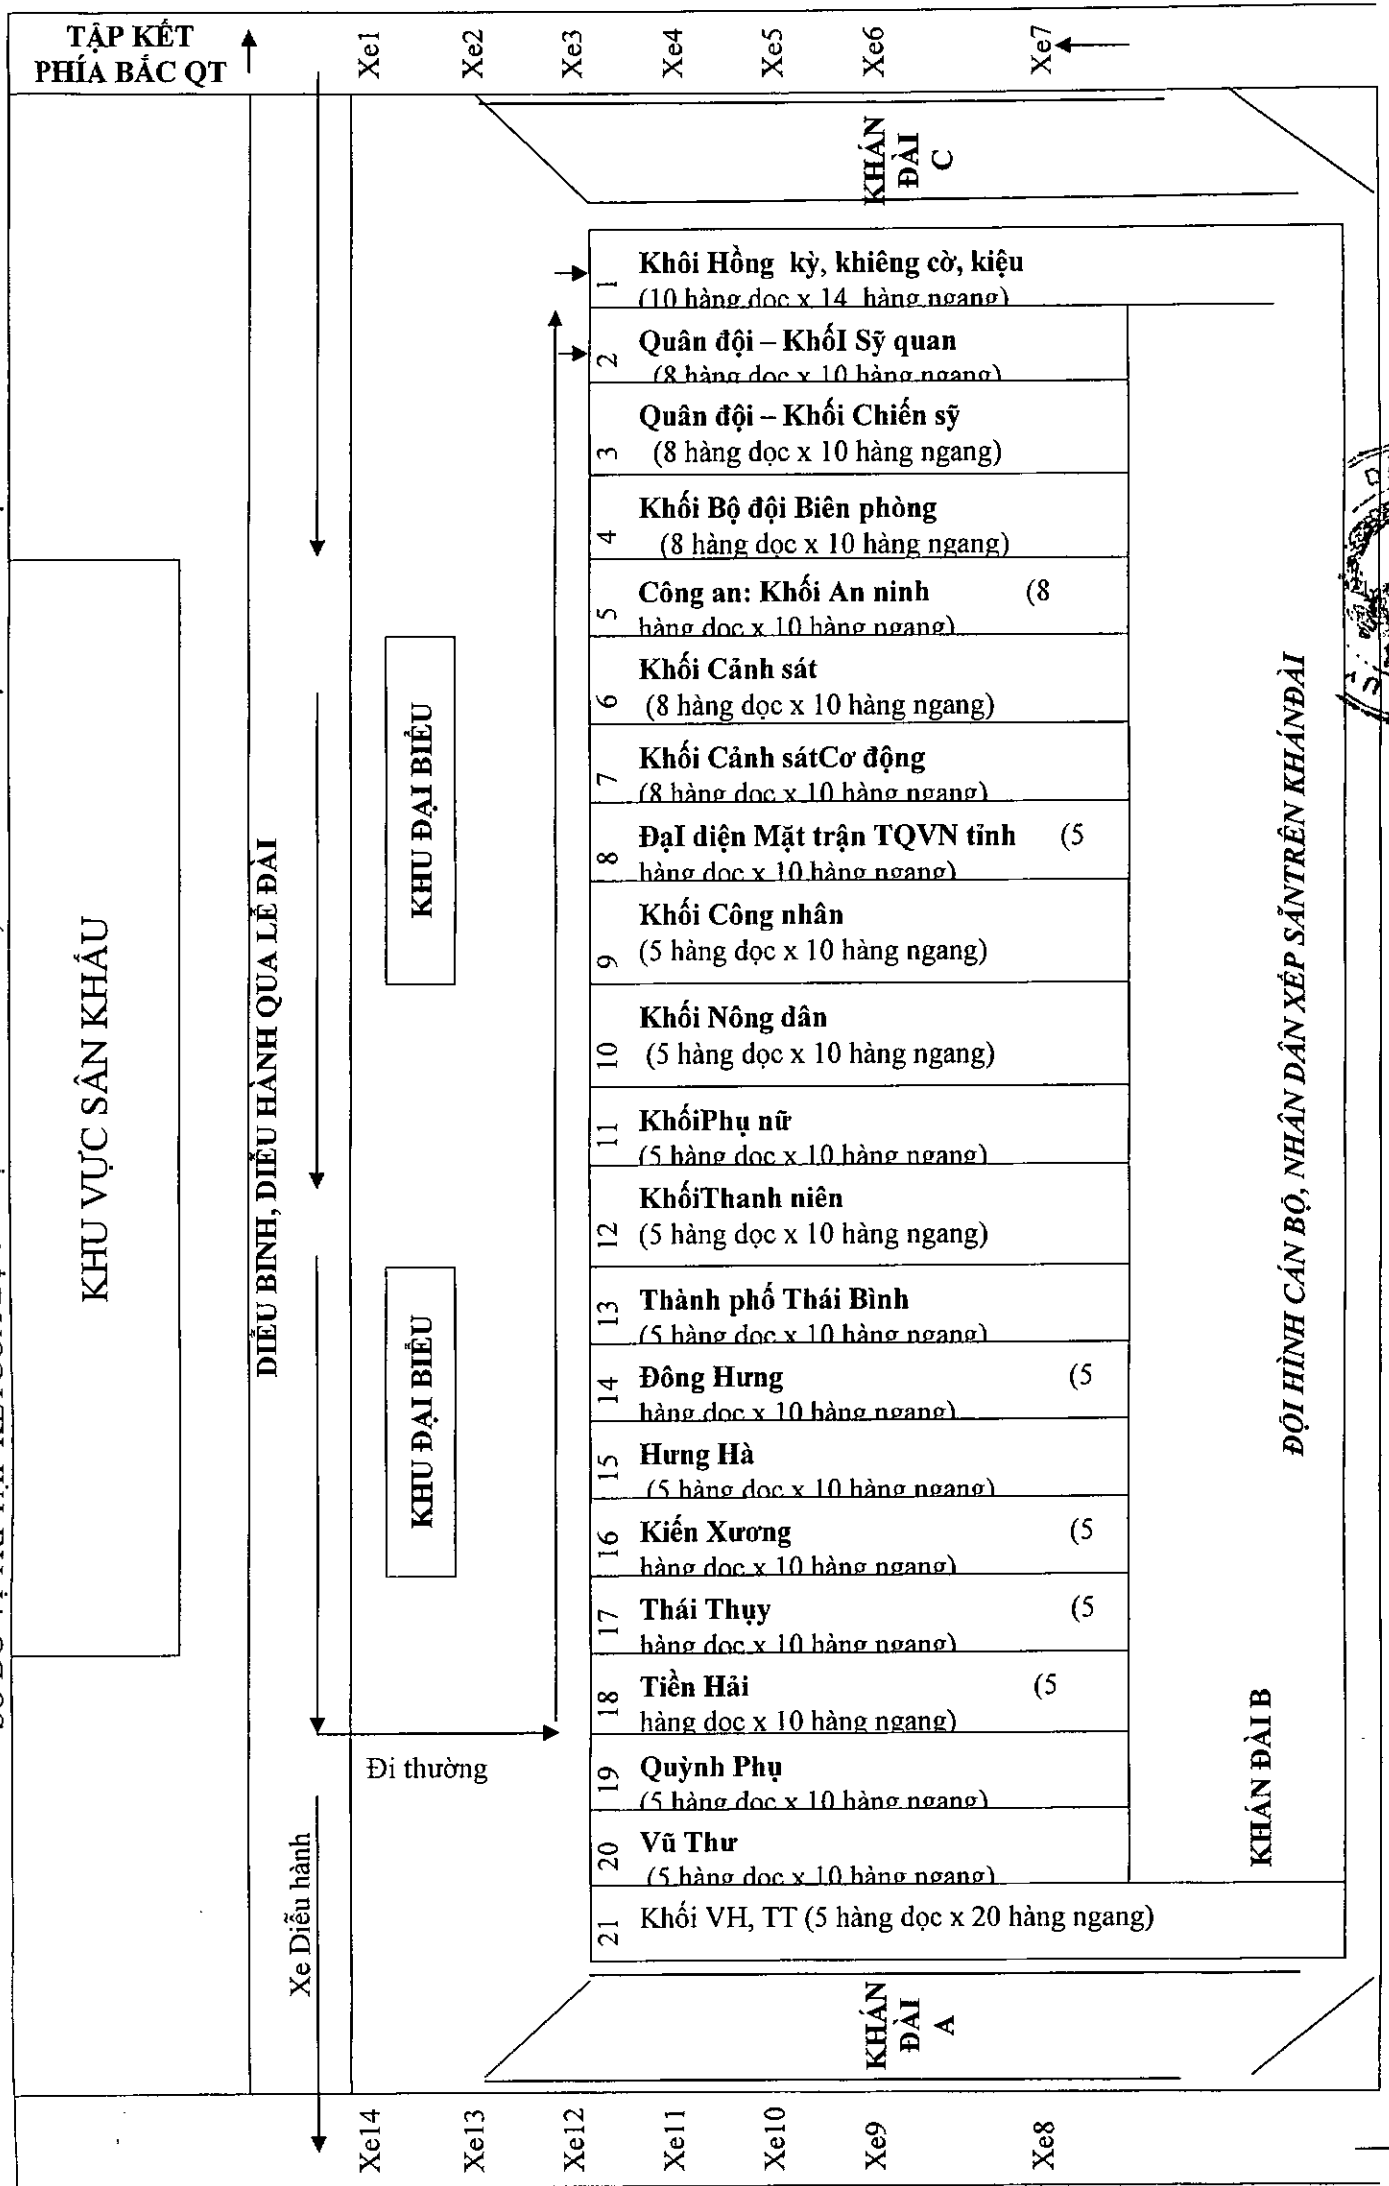 TẬP KẾT
PHÍA BẮC QT
Xe1
Xe2
Xe3
Xe4
Xe5
Xe6
Xe7
KHÁN
ĐÀI
C
KHU VỰC SÂN KHẤU
DIỄU BINH, DIỄU HÀNH QUA LỄ ĐÀI
KHU ĐẠI BIỂU
KHU ĐẠI BIỂU
1 Khôi Hồng kỳ, khiêng cờ, kiệu
(10 hàng dọc x 14 hàng ngang)
2 Quân đội – KhốI Sỹ quan
(8 hàng dọc x 10 hàng ngang)
3 Quân đội – Khối Chiến sỹ
(8 hàng dọc x 10 hàng ngang)
4 Khối Bộ đội Biên phòng
(8 hàng dọc x 10 hàng ngang)
5 Công an: Khối An ninh (8
hàng dọc x 10 hàng ngang)
6 Khối Cảnh sát
(8 hàng dọc x 10 hàng ngang)
7 Khối Cảnh sátCơ động
(8 hàng dọc x 10 hàng ngang)
8 ĐạI diện Mặt trận TQVN tỉnh (5
hàng dọc x 10 hàng ngang)
9 Khối Công nhân
(5 hàng dọc x 10 hàng ngang)
10 Khối Nông dân
(5 hàng dọc x 10 hàng ngang)
11 KhốiPhụ nữ
(5 hàng dọc x 10 hàng ngang)
12 KhốiThanh niên
(5 hàng dọc x 10 hàng ngang)
13 Thành phố Thái Bình
(5 hàng dọc x 10 hàng ngang)
14 Đông Hưng (5
hàng dọc x 10 hàng ngang)
15 Hưng Hà
(5 hàng dọc x 10 hàng ngang)
16 Kiến Xương (5
hàng dọc x 10 hàng ngang)
17 Thái Thụy (5
hàng dọc x 10 hàng ngang)
18 Tiền Hải (5
hàng dọc x 10 hàng ngang)
19 Quỳnh Phụ
(5 hàng dọc x 10 hàng ngang)
20 Vũ Thư
(5 hàng dọc x 10 hàng ngang)
21 Khối VH, TT (5 hàng dọc x 20 hàng ngang)
ĐỘI HÌNH CÁN BỘ, NHÂN DÂN XẾP SẴNTRÊN KHÁNĐÀI
KHÁN ĐÀI B
Đi thường
Xe Diễu hành
KHÁN
ĐÀI
A
Xe14
Xe13
Xe12
Xe11
Xe10
Xe9
Xe8